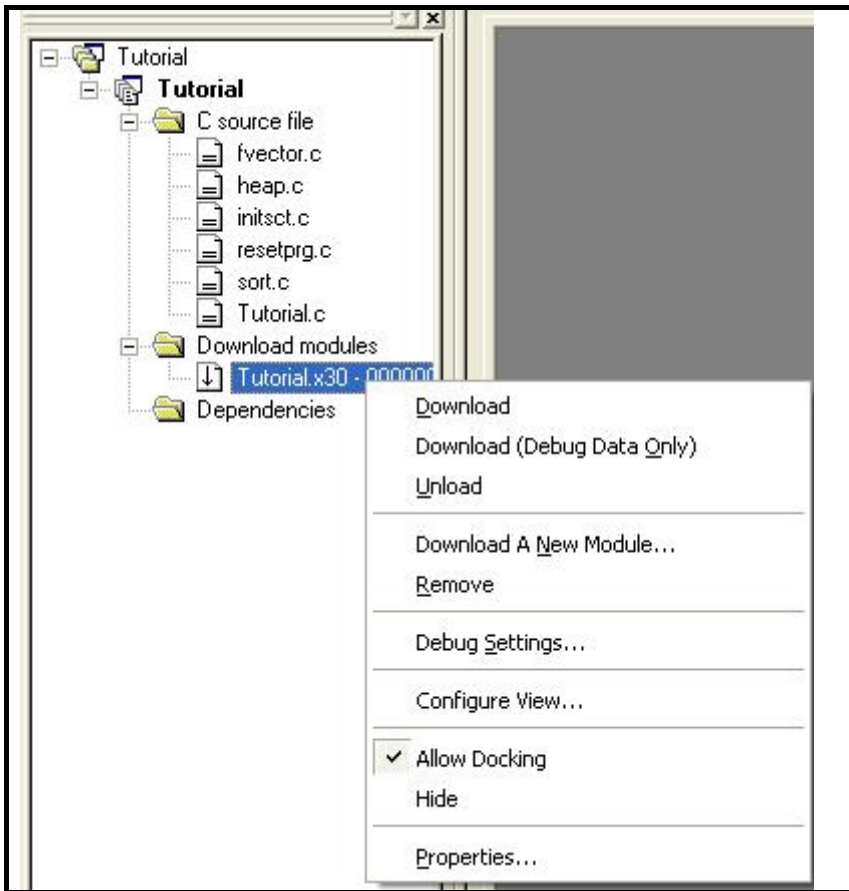 Tutorial
Tutorial
C source file
fvector.c
heap.c
initsct.c
resetprg.c
sort.c
Tutorial.c
Download modules
Tutorial.x30 - 000000
Dependencies
Download
Download (Debug Data Only)
Unload
Download A New Module...
Remove
Debug Settings...
Configure View...
Allow Docking
Hide
Properties...